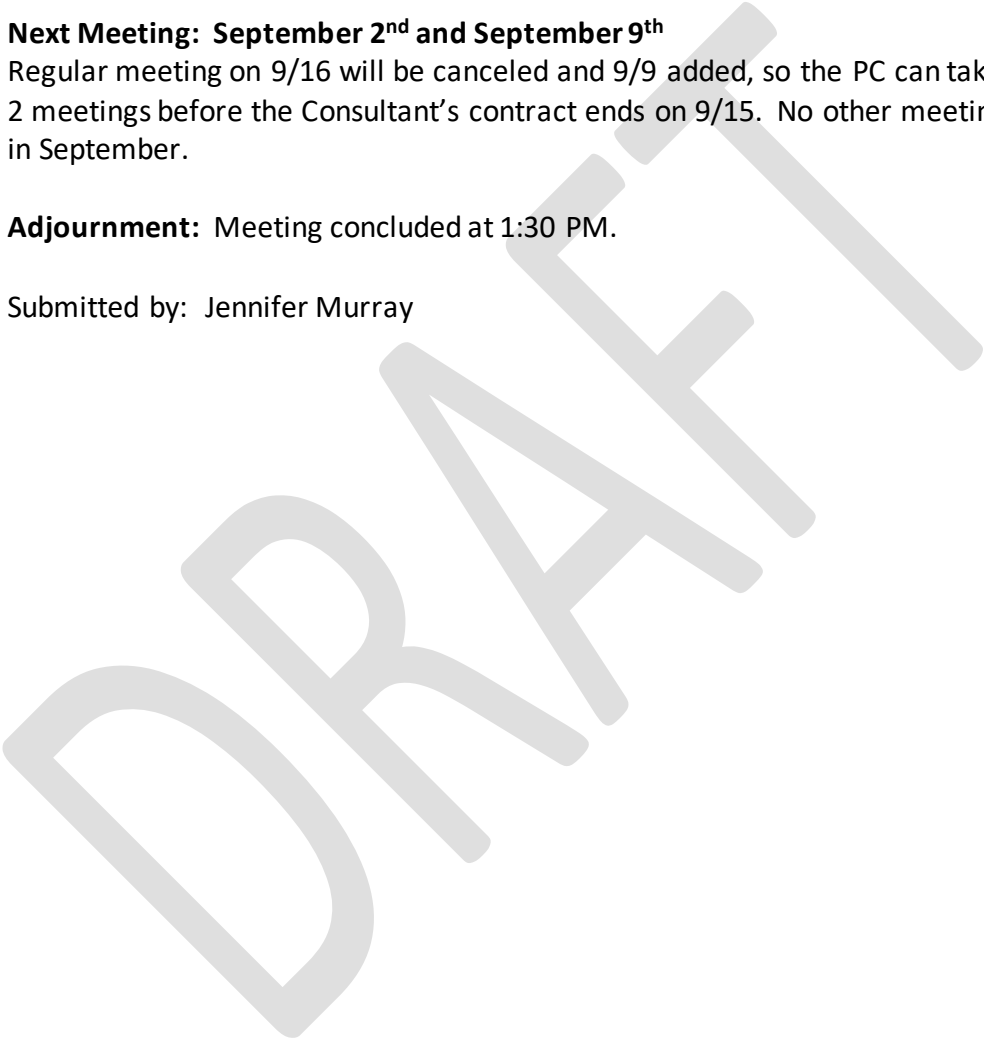 Next Meeting: September 2nd and September 9th
Regular meeting on 9/16 will be canceled and 9/9 added, so the PC can tak
2 meetings before the Consultant's contract ends on 9/15. No other meetin
in September.
Adjournment: Meeting concluded at 1:30 PM.
Submitted by: Jennifer Murray
DRAFT